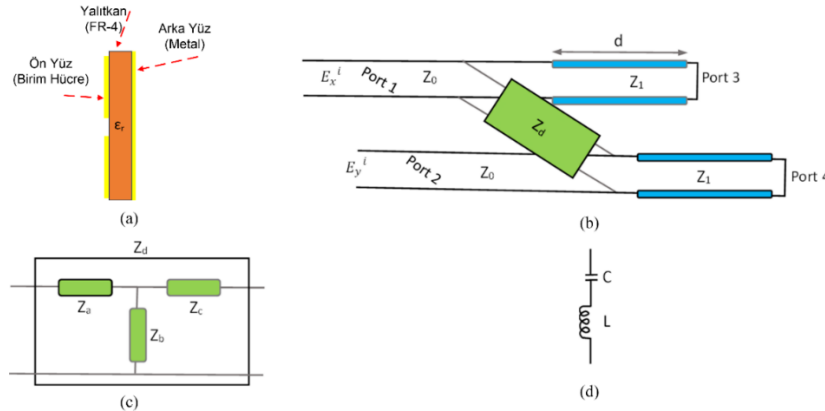 Yalıtkan
(FR-4)
Arka Yüz
(Metal)
Ön Yüz
(Birim Hücre)
εr
(a)
Ex i
Port 1
Z0
d
Z1
Port 3
Zd
Ey i
Port 2
Z0
Z1
Port 4
(b)
Zd
Za
Zc
Zb
(c)
C
L
(d)